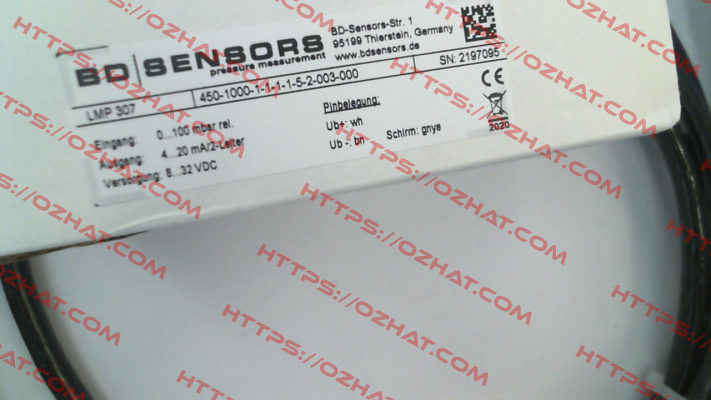 BD|SENSORS
pressure measurement
BD-Sensors-Str. 1
95199 Thierstein, Germany
www.bdsensors.de
LMP 307
450-1000-1-1-1-1-5-2-003-000
SN: 2197095
Eingang: 0...100 mbar rel.
Ausgang: 4...20 mA/2-Leiter
Versorgung: 8...32 VDC
Pinbelegung:
Ub+: wh
Ub -: bn
Schirm: gnye
CE
2020
HTTPS://OZHAT.COM